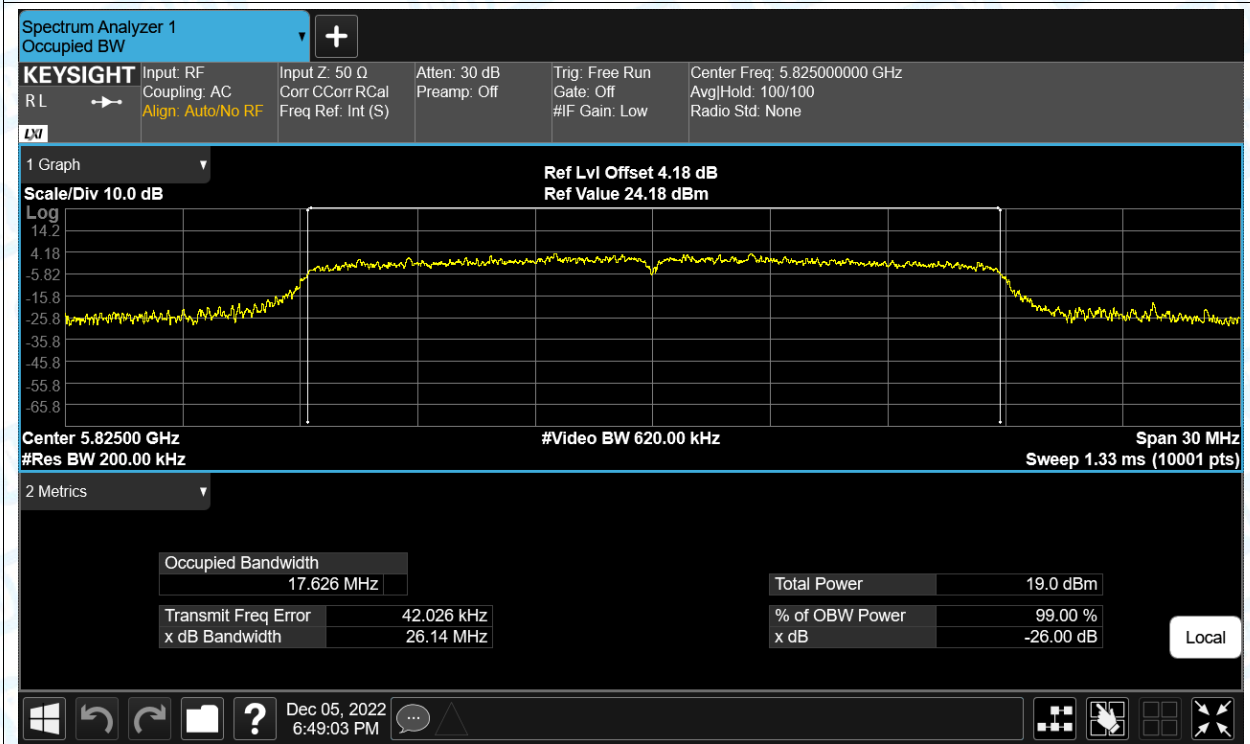 Spectrum Analyzer 1
Occupied BW
KEYSIGHT
R L
LXI
Input: RF
Coupling: AC
Align: Auto/No RF
Input Z: 50 Ω
Corr CCorr RCal
Freq Ref: Int (S)
Atten: 30 dB
Preamp: Off
Trig: Free Run
Gate: Off
#IF Gain: Low
Center Freq: 5.825000000 GHz
Avg|Hold: 100/100
Radio Std: None
1 Graph
Scale/Div 10.0 dB
Ref Lvl Offset 4.18 dB
Ref Value 24.18 dBm
Log
14.2
4.18
-5.82
-15.8
-25.8
-35.8
-45.8
-55.8
-65.8
Center 5.82500 GHz
#Video BW 620.00 kHz
Span 30 MHz
#Res BW 200.00 kHz
Sweep 1.33 ms (10001 pts)
2 Metrics
Occupied Bandwidth
17.626 MHz
Total Power 19.0 dBm
Transmit Freq Error 42.026 kHz
% of OBW Power 99.00 %
x dB Bandwidth 26.14 MHz
x dB -26.00 dB
Local
?
Dec 05, 2022
6:49:03 PM